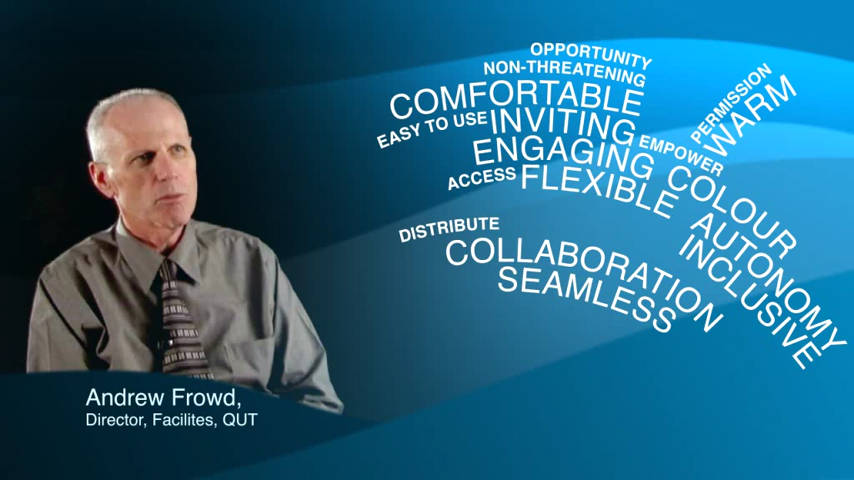 OPPORTUNITY
NON-THREATENING
COMFORTABLE
EASY TO USE
INVITING
ENGAGING
EMPOWER
ACCESS
FLEXIBLE
PERMISSION
WARM
COLOUR
AUTONOMY
INCLUSIVE
DISTRIBUTE
COLLABORATION
SEAMLESS
Andrew Frowd,
Director, Facilites, QUT